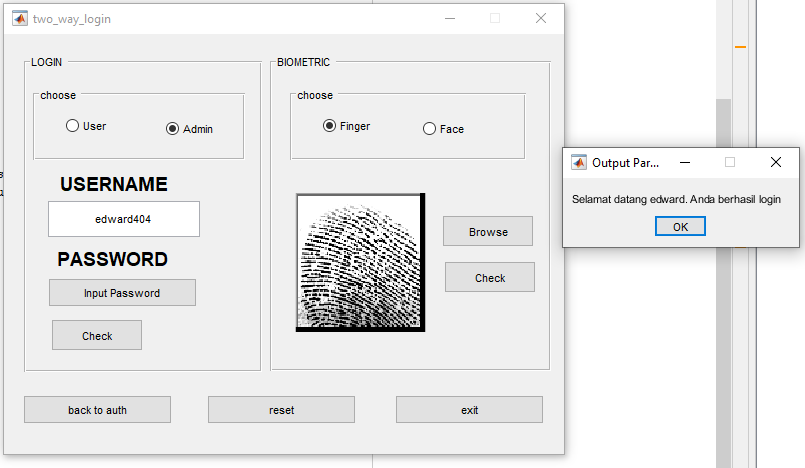 two_way_login
LOGIN
choose
User
Admin
USERNAME
edward404
PASSWORD
Input Password
Check
BIOMETRIC
choose
Finger
Face
Browse
Check
back to auth
reset
exit
Output Par...
Selamat datang edward. Anda berhasil login
OK